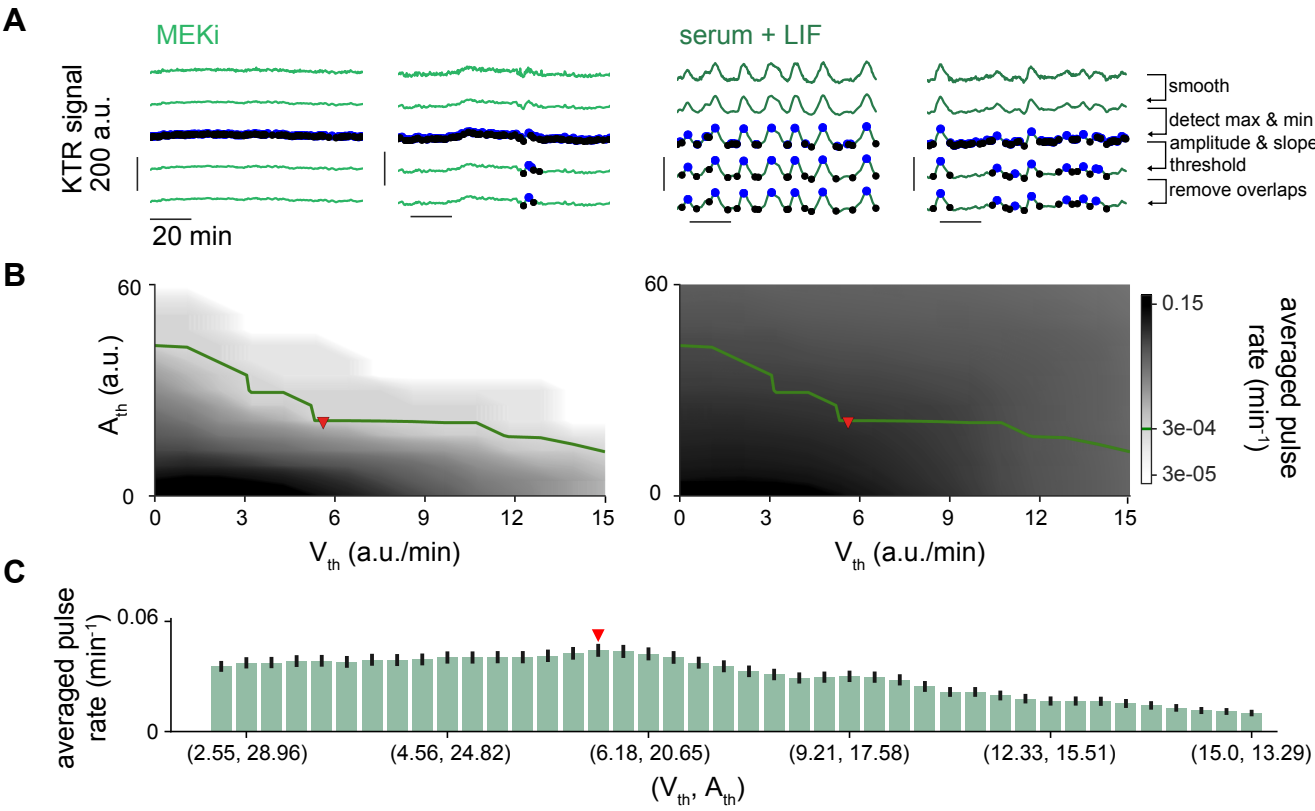 A
MEKi
serum + LIF
KTR signal
200 a.u.
smooth
detect max & min
amplitude & slope
threshold
remove overlaps
20 min
B
60
0
A_th (a.u.)
0 3 6 9 12 15
V_th (a.u./min)
60
0
0 3 6 9 12 15
V_th (a.u./min)
0.15
3e-04
3e-05
averaged pulse
rate (min⁻¹)
C
averaged pulse
rate (min⁻¹)
0.06
0
(2.55, 28.96) (4.56, 24.82) (6.18, 20.65) (9.21, 17.58) (12.33, 15.51) (15.0, 13.29)
(V_th, A_th)